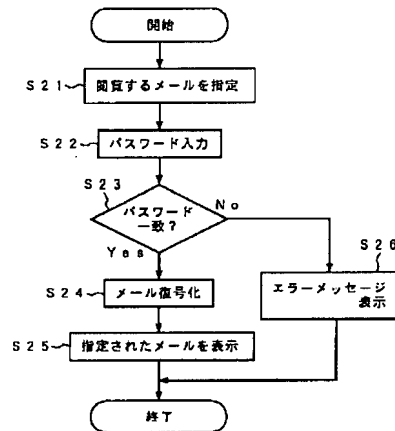 開始
S21 閲覧するメールを指定
S22 パスワード入力
S23
パスワード
一致?
No
Yes
S26
エラーメッセージ
表示
S24 メール復号化
S25 指定されたメールを表示
終了